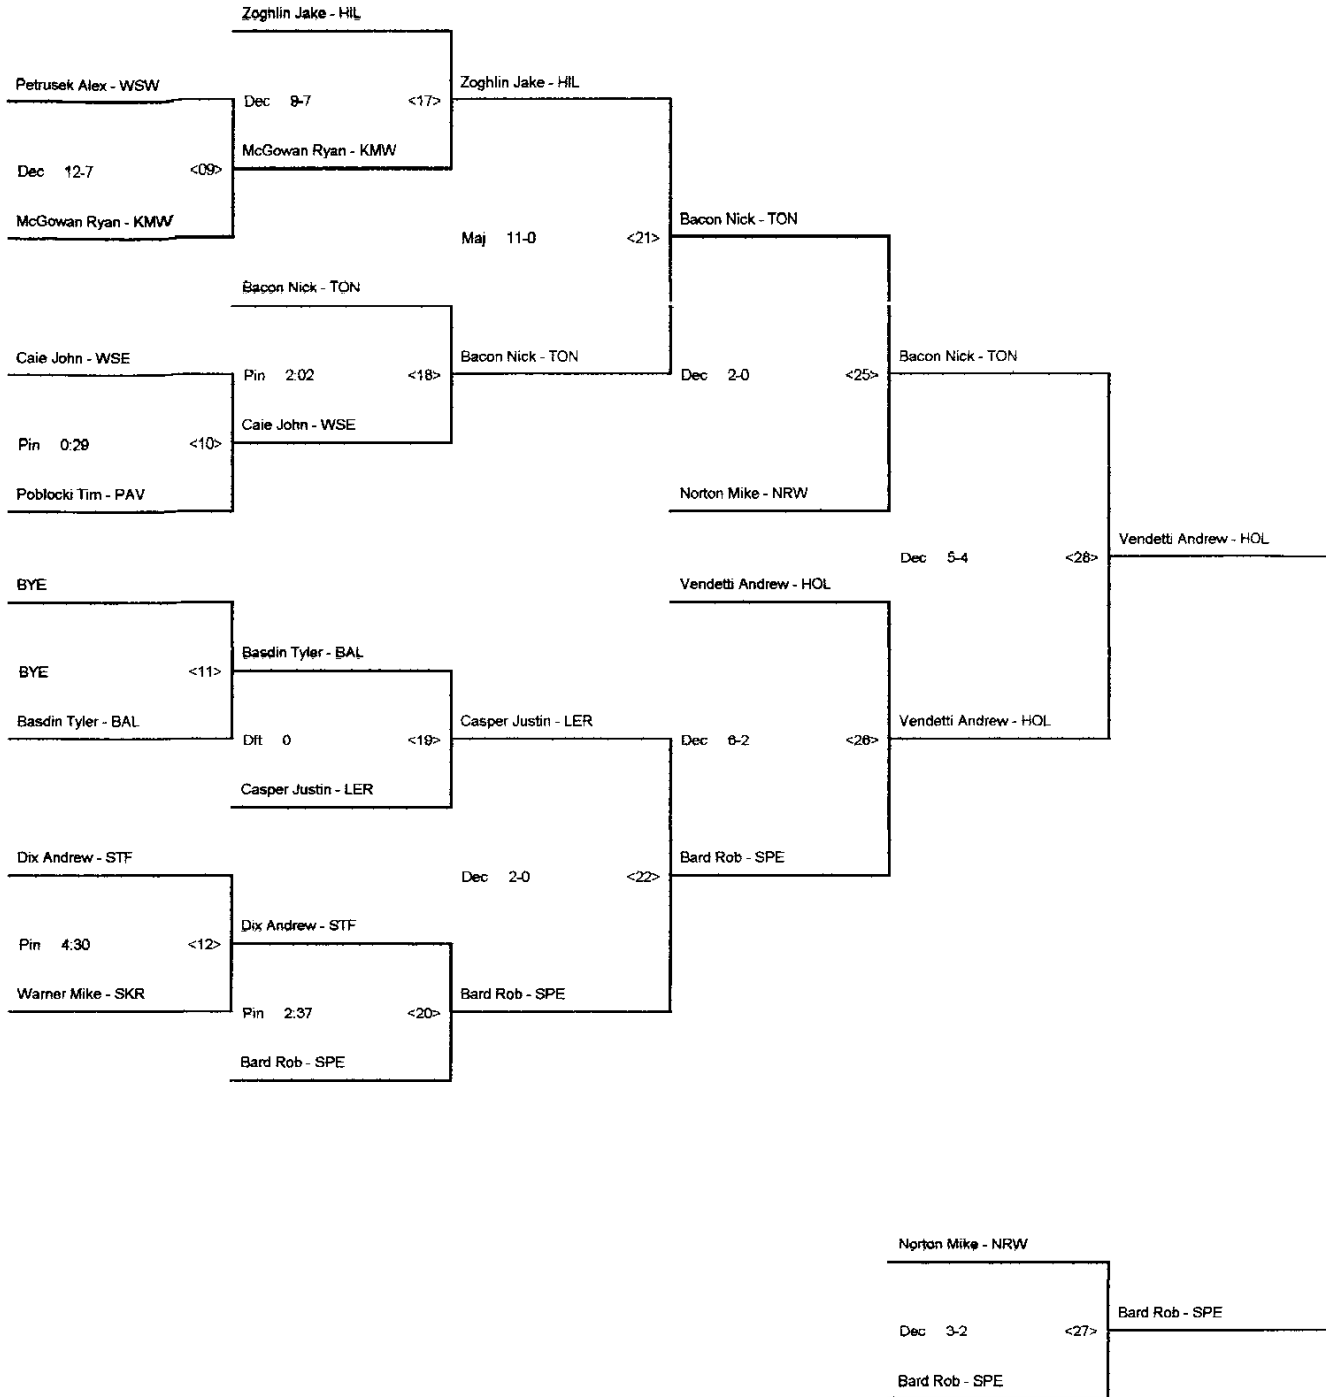 Zoghlin Jake - HIL
Petrusek Alex - WSW
Zoghlin Jake - HIL
Dec 9-7 <17>
McGowan Ryan - KMW
Dec 12-7 <09>
McGowan Ryan - KMW
Bacon Nick - TON
Maj 11-0 <21>
Bacon Nick - TON
Caie John - WSE
Bacon Nick - TON
Bacon Nick - TON
Pin 2:02 <18>
Dec 2-0 <25>
Caie John - WSE
Pin 0:29 <10>
Poblocki Tim - PAV
Norton Mike - NRW
Vendetti Andrew - HOL
Dec 5-4 <28>
BYE
Vendetti Andrew - HOL
Basdin Tyler - BAL
BYE <11>
Basdin Tyler - BAL
Casper Justin - LER
Vendetti Andrew - HOL
Dft 0 <19>
Dec 6-2 <26>
Casper Justin - LER
Dix Andrew - STF
Bard Rob - SPE
Dec 2-0 <22>
Dix Andrew - STF
Pin 4:30 <12>
Warner Mike - SKR
Bard Rob - SPE
Pin 2:37 <20>
Bard Rob - SPE
Norton Mike - NRW
Bard Rob - SPE
Dec 3-2 <27>
Bard Rob - SPE